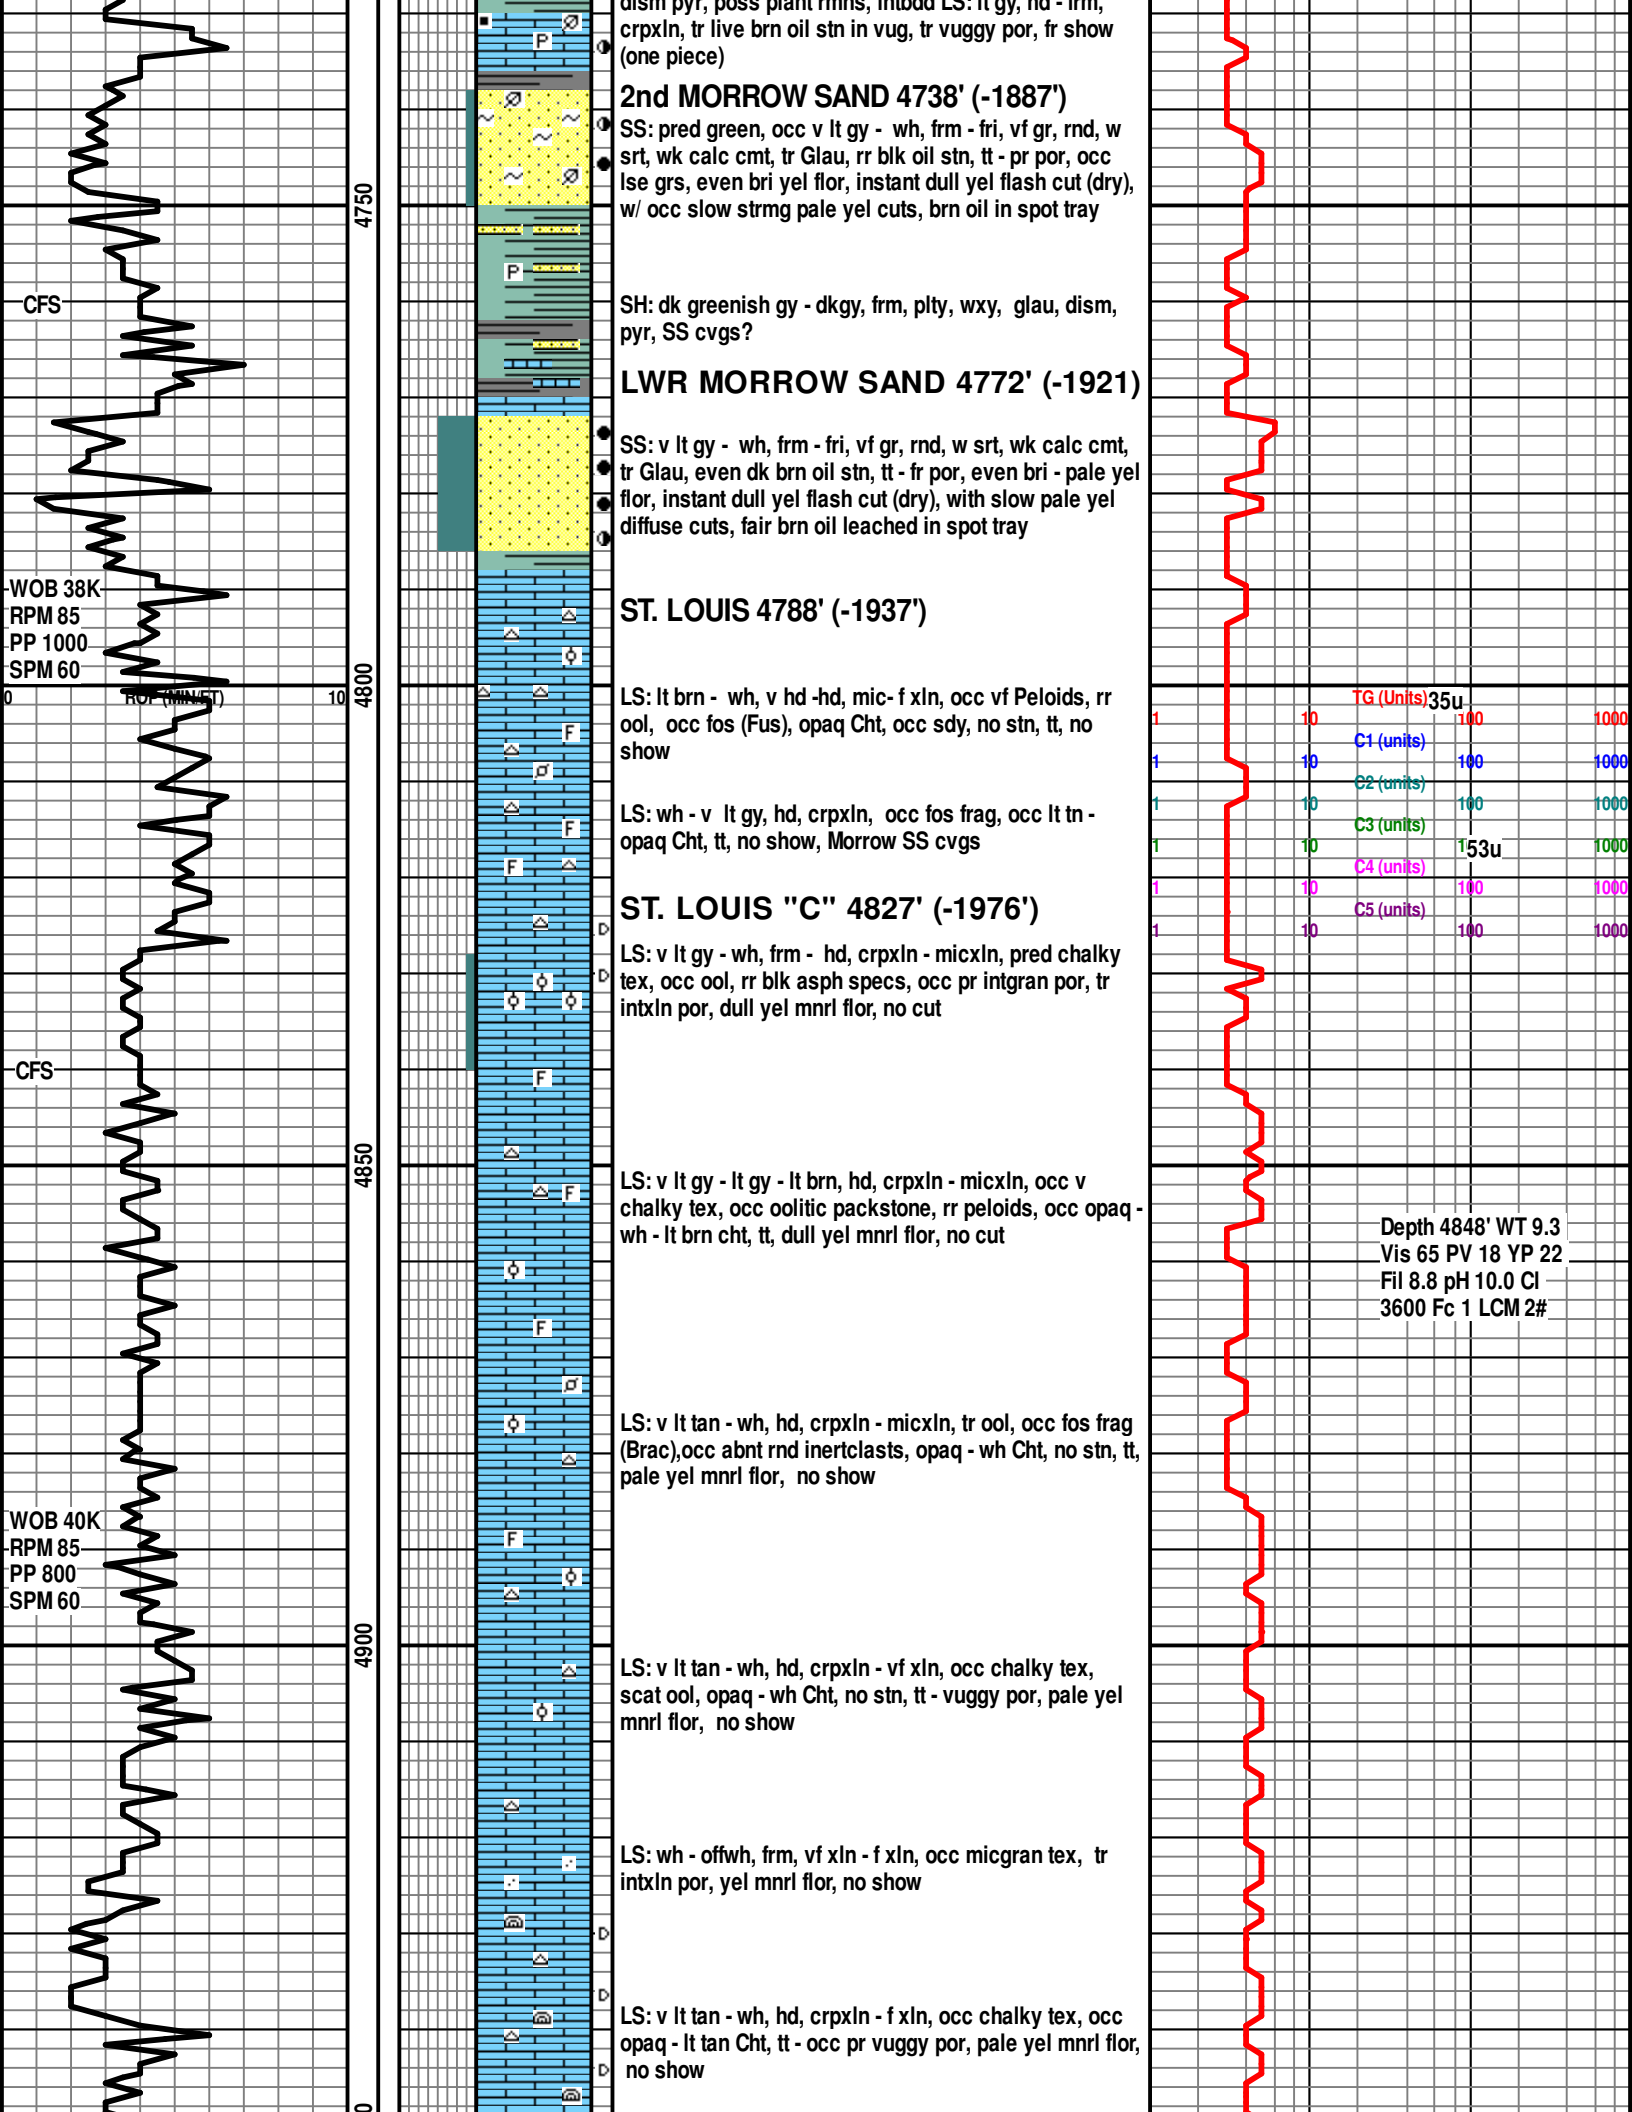 dism pyr, poss plant rmns, intbdd LS: lt gy, hd - frm,
crpxln, tr live brn oil stn in vug, tr vuggy por, fr show
(one piece)
P
2nd MORROW SAND 4738' (-1887')
SS: pred green, occ v lt gy - wh, frm - fri, vf gr, rnd, w
srt, wk calc cmt, tr Glau, rr blk oil stn, tt - pr por, occ
lse grs, even bri yel flor, instant dull yel flash cut (dry),
w/ occ slow strmg pale yel cuts, brn oil in spot tray
4750
P
CFS
SH: dk greenish gy - dkgy, frm, plty, wxy, glau, dism,
pyr, SS cvgs?
LWR MORROW SAND 4772' (-1921)
SS: v lt gy - wh, frm - fri, vf gr, rnd, w srt, wk calc cmt,
tr Glau, even dk brn oil stn, tt - fr por, even bri - pale yel
flor, instant dull yel flash cut (dry), with slow pale yel
diffuse cuts, fair brn oil leached in spot tray
WOB 38K
RPM 85
PP 1000
SPM 60
ST. LOUIS 4788' (-1937')
0 ROP (MIN/FT) 10
4800
LS: lt brn - wh, v hd -hd, mic- f xln, occ vf Peloids, rr
ool, occ fos (Fus), opaq Cht, occ sdy, no stn, tt, no
show
F
TG (Units) 35u
1 10 100 1000
C1 (units)
1 10 100 1000
C2 (units)
1 10 100 1000
C3 (units)
1 10 100 1000
53u
C4 (units)
1 10 100 1000
C5 (units)
1 10 100 1000
LS: wh - v lt gy, hd, crpxln, occ fos frag, occ lt tn -
opaq Cht, tt, no show, Morrow SS cvgs
F
F
ST. LOUIS "C" 4827' (-1976')
D
LS: v lt gy - wh, frm - hd, crpxln - micxln, pred chalky
tex, occ ool, rr blk asph specs, occ pr intgran por, tr
intxln por, dull yel mnrl flor, no cut
D
CFS
F
4850
LS: v lt gy - lt gy - lt brn, hd, crpxln - micxln, occ v
chalky tex, occ oolitic packstone, rr peloids, occ opaq -
wh - lt brn cht, tt, dull yel mnrl flor, no cut
F
Depth 4848' WT 9.3
Vis 65 PV 18 YP 22
Fil 8.8 pH 10.0 Cl
3600 Fc 1 LCM 2#
F
LS: v lt tan - wh, hd, crpxln - micxln, tr ool, occ fos frag
(Brac),occ abnt rnd inertclasts, opaq - wh Cht, no stn, tt,
pale yel mnrl flor, no show
WOB 40K
RPM 85
PP 800
SPM 60
F
4900
LS: v lt tan - wh, hd, crpxln - vf xln, occ chalky tex,
scat ool, opaq - wh Cht, no stn, tt - vuggy por, pale yel
mnrl flor, no show
LS: wh - offwh, frm, vf xln - f xln, occ micgran tex, tr
intxln por, yel mnrl flor, no show
D
D
LS: v lt tan - wh, hd, crpxln - f xln, occ chalky tex, occ
opaq - lt tan Cht, tt - occ pr vuggy por, pale yel mnrl flor,
no show
D